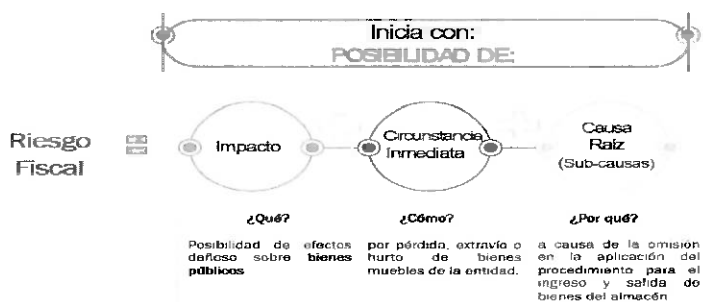 Inicia con:
POSIBILIDAD DE:
Riesgo
Fiscal
Impacto
Circunstancia
Inmediata
Causa
Raíz
(Sub-causas)
¿Qué?
Posibilidad de efectos
dañoso sobre bienes
públicos
¿Cómo?
por pérdida, extravío o
hurto de bienes
muebles de la entidad.
¿Por qué?
a causa de la omisión
en la aplicación del
procedimiento para el
ingreso y salida de
bienes del almacén